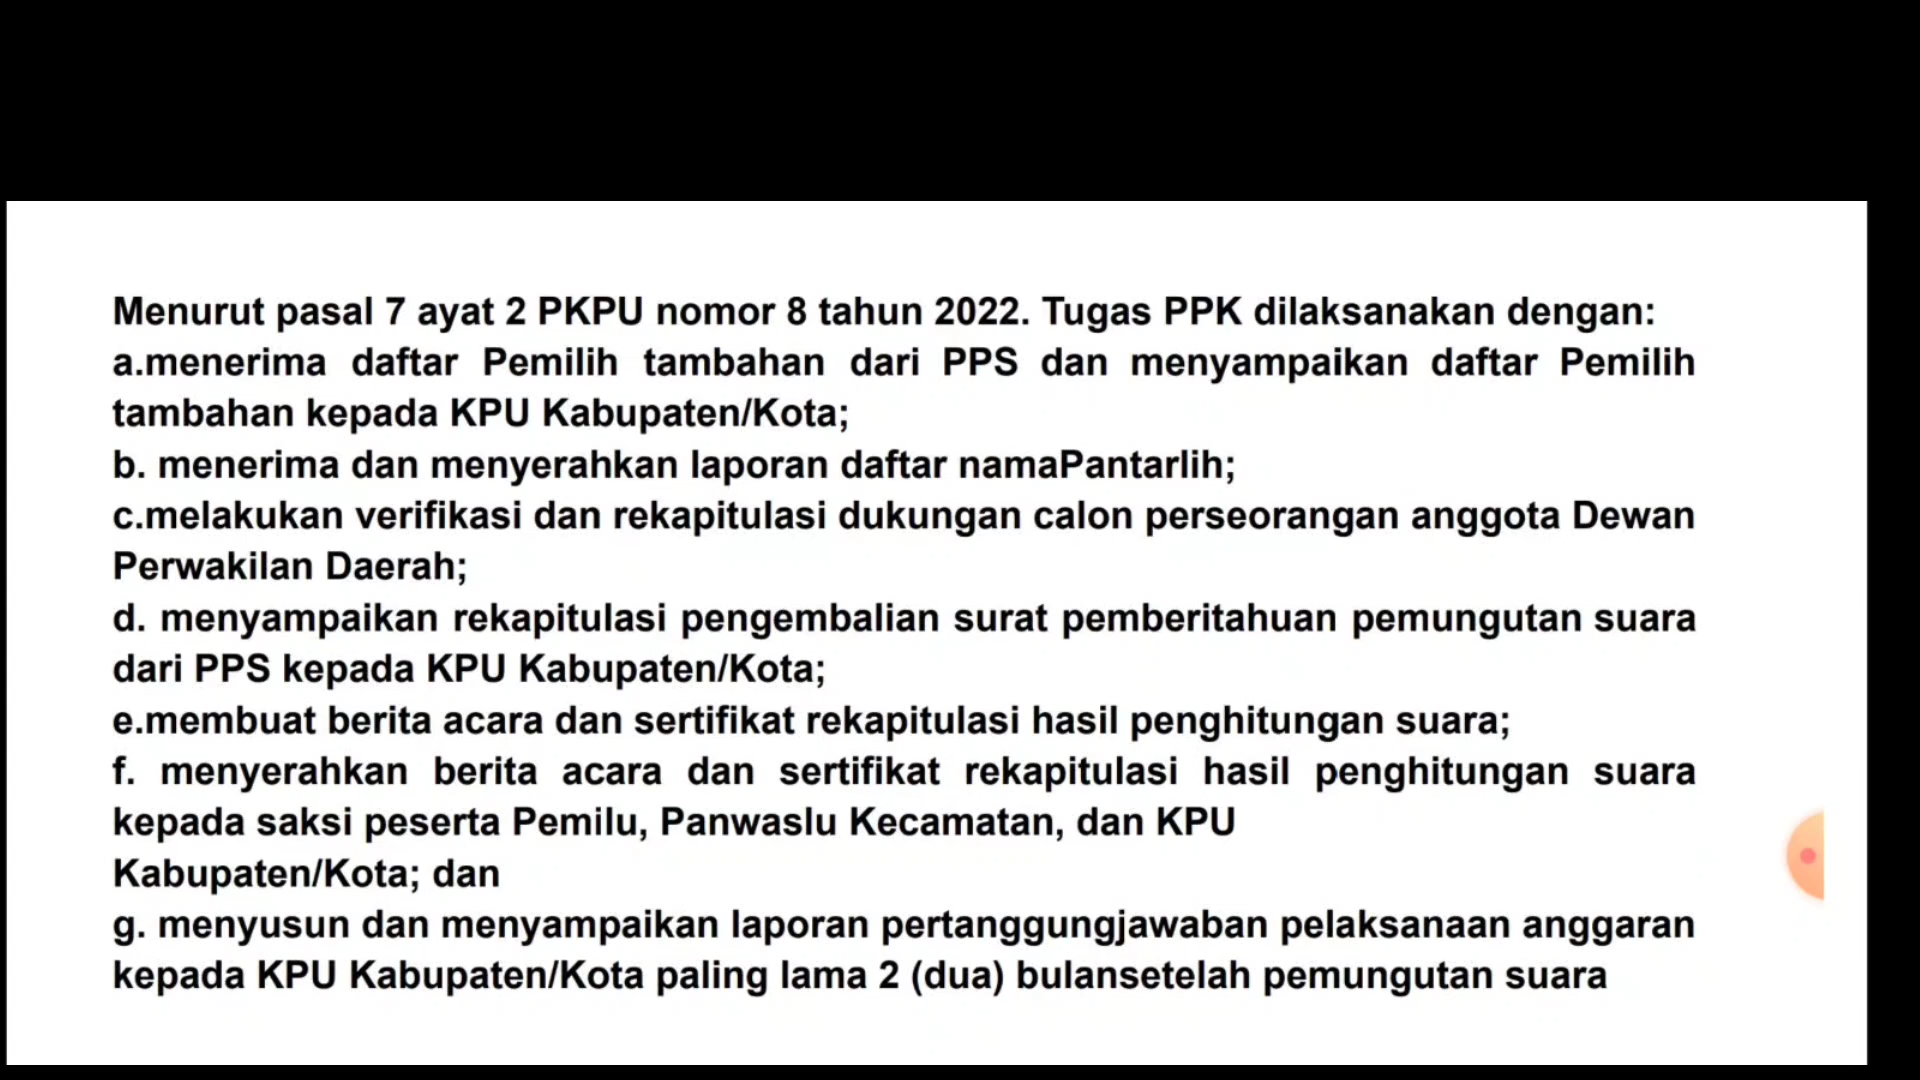 Menurut pasal 7 ayat 2 PKPU nomor 8 tahun 2022. Tugas PPK dilaksanakan dengan:
a.menerima daftar Pemilih tambahan dari PPS dan menyampaikan daftar Pemilih
tambahan kepada KPU Kabupaten/Kota;
b. menerima dan menyerahkan laporan daftar namaPantarlih;
c.melakukan verifikasi dan rekapitulasi dukungan calon perseorangan anggota Dewan
Perwakilan Daerah;
d. menyampaikan rekapitulasi pengembalian surat pemberitahuan pemungutan suara
dari PPS kepada KPU Kabupaten/Kota;
e.membuat berita acara dan sertifikat rekapitulasi hasil penghitungan suara;
f. menyerahkan berita acara dan sertifikat rekapitulasi hasil penghitungan suara
kepada saksi peserta Pemilu, Panwaslu Kecamatan, dan KPU
Kabupaten/Kota; dan
g. menyusun dan menyampaikan laporan pertanggungjawaban pelaksanaan anggaran
kepada KPU Kabupaten/Kota paling lama 2 (dua) bulansetelah pemungutan suara